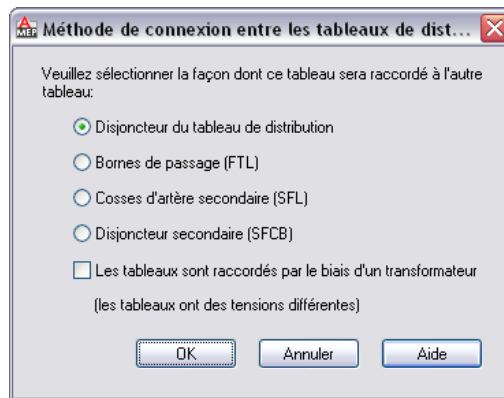 A
MEP
Méthode de connexion entre les tableaux de dist...
Veuillez sélectionner la façon dont ce tableau sera raccordé à l'autre
tableau:
Disjoncteur du tableau de distribution
Bornes de passage (FTL)
Cosses d'artère secondaire (SFL)
Disjoncteur secondaire (SFCB)
Les tableaux sont raccordés par le biais d'un transformateur
(les tableaux ont des tensions différentes)
OK
Annuler
Aide